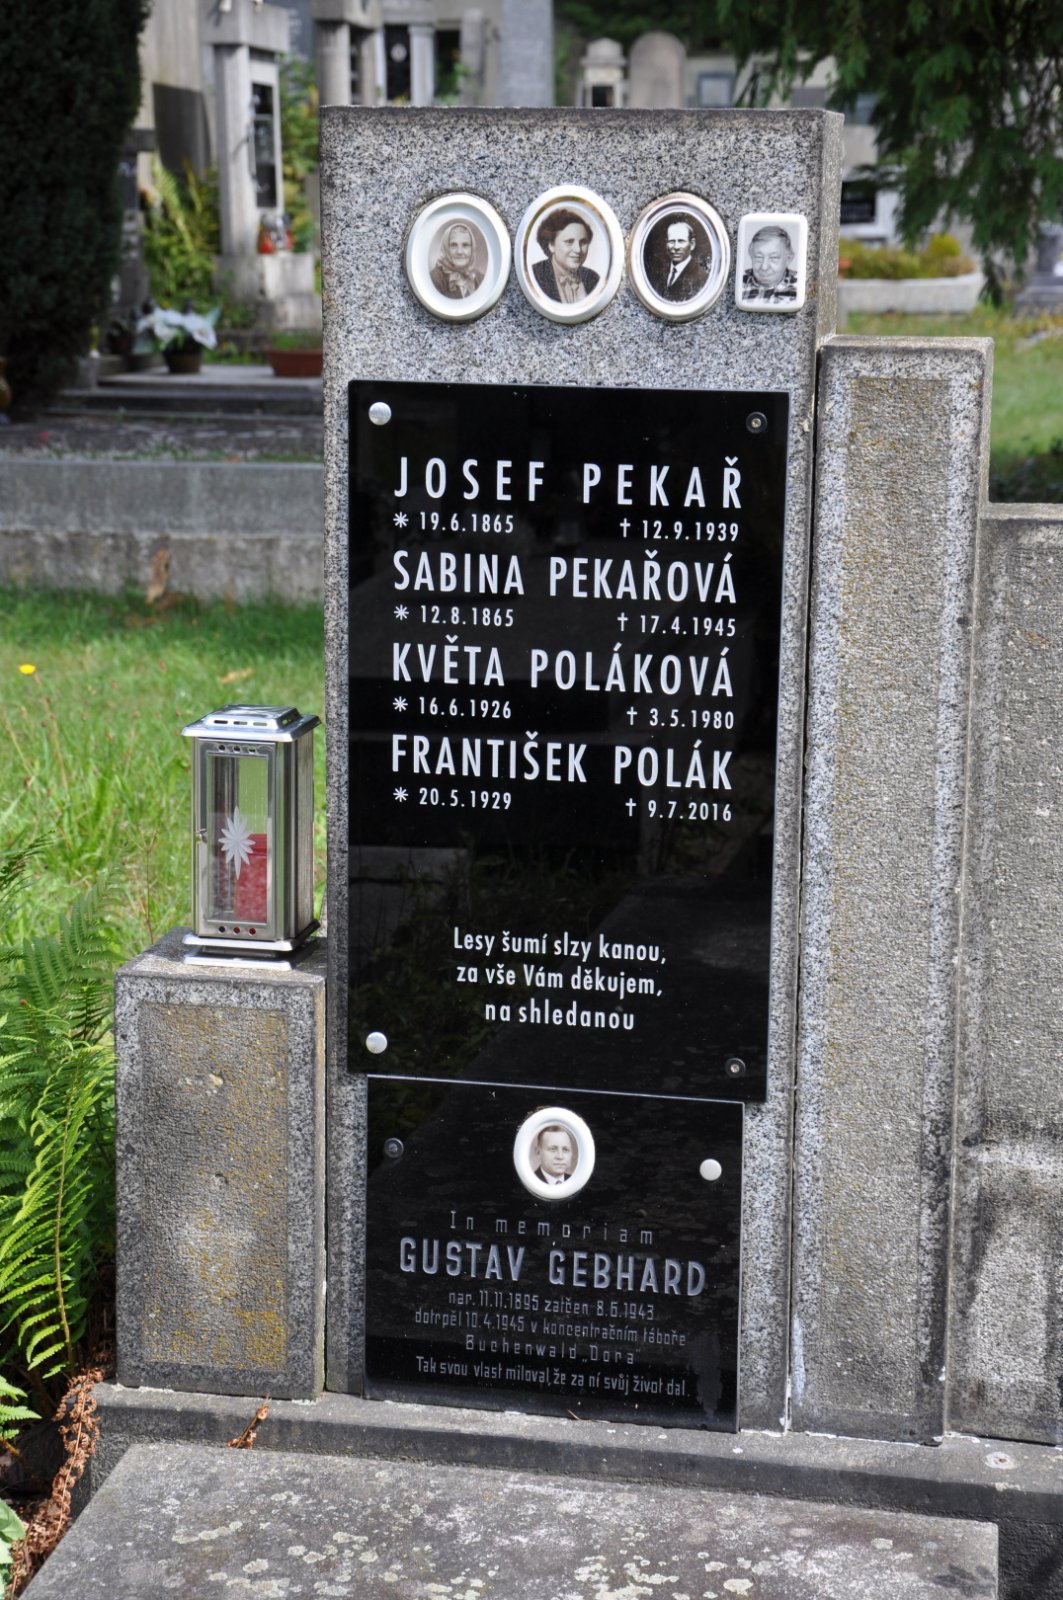 JOSEF PEKAŘ
* 19.6.1865 † 12.9.1939
SABINA PEKAŘOVÁ
* 12.8.1865 † 17.4.1945
KVĚTA POLÁKOVÁ
* 16.6.1926 † 3.5.1980
FRANTIŠEK POLÁK
* 20.5.1929 † 9.7.2016
Lesy šumí slzy kanou,
za vše Vám děkujem,
na shledanou
In memoriam
GUSTAV GEBHARD
nar. 11.11.1895 zatčen 8.6.1943
dotrpěl 10.4.1945 v koncentračním táboře
Buchenwald „Dora"
Tak svou vlast miloval, že za ní svůj život dal.